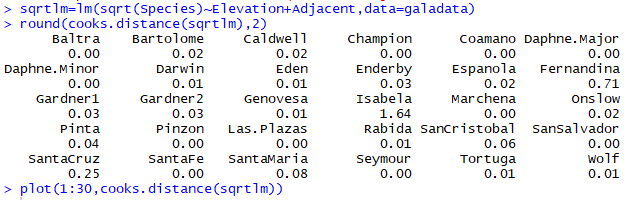 > sqrtlm=lm(sqrt(Species)~Elevation+Adjacent,data=galadata)
> round(cooks.distance(sqrtlm),2)
Baltra Bartolome Caldwell Champion Coamano Daphne.Major
0.00 0.02 0.02 0.00 0.00 0.00
Daphne.Minor Darwin Eden Enderby Espanola Fernandina
0.00 0.01 0.01 0.03 0.02 0.71
Gardner1 Gardner2 Genovesa Isabela Marchena Onslow
0.03 0.03 0.01 1.64 0.00 0.02
Pinta Pinzon Las.Plazas Rabida SanCristobal SanSalvador
0.04 0.00 0.00 0.01 0.06 0.00
SantaCruz SantaFe SantaMaria Seymour Tortuga Wolf
0.25 0.00 0.08 0.00 0.01 0.01
> plot(1:30,cooks.distance(sqrtlm))